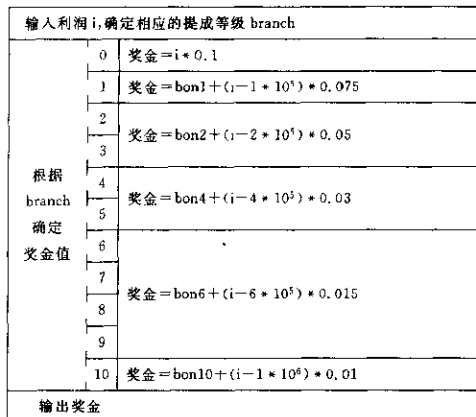 输入利润 i,确定相应的提成等级 branch
根据
branch
确定
奖金值
0 奖金=i*0.1
1 奖金=bon1+(i-1*10⁵)*0.075
2
3
奖金=bon2+(i-2*10⁵)*0.05
4
5
奖金=bon4+(i-4*10⁵)*0.03
6
7
8
9
奖金=bon6+(i-6*10⁵)*0.015
10 奖金=bon10+(i-1*10⁶)*0.01
输出奖金